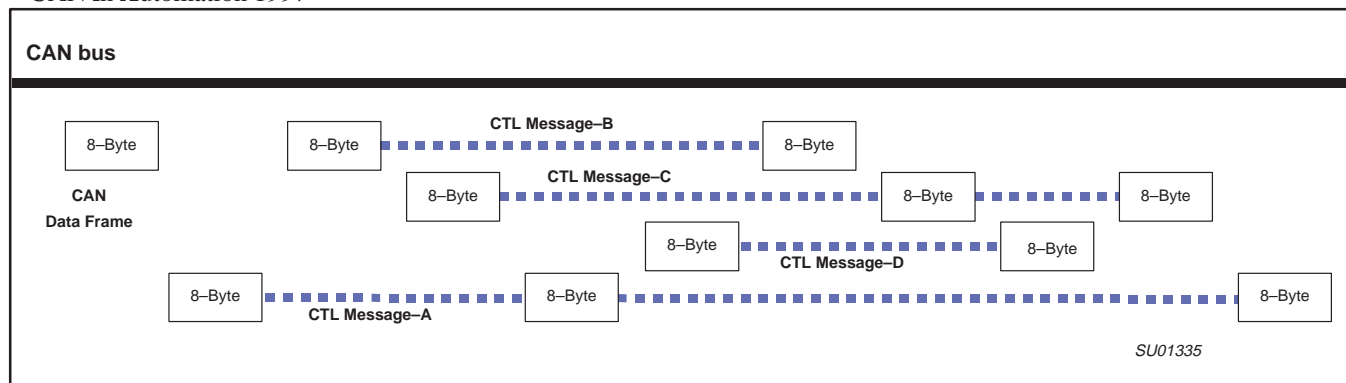 CAN bus
8–Byte
8–Byte
CTL Message–B
8–Byte
CAN
Data Frame
8–Byte
CTL Message–C
8–Byte
8–Byte
8–Byte
CTL Message–D
8–Byte
8–Byte
CTL Message–A
8–Byte
8–Byte
SU01335